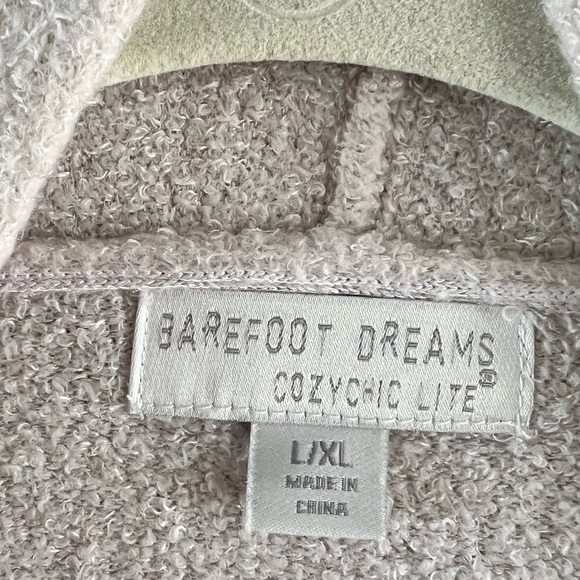 BAREFOOT DREAMS
COZYCHIC LITE®
L/XL
MADE IN
CHINA